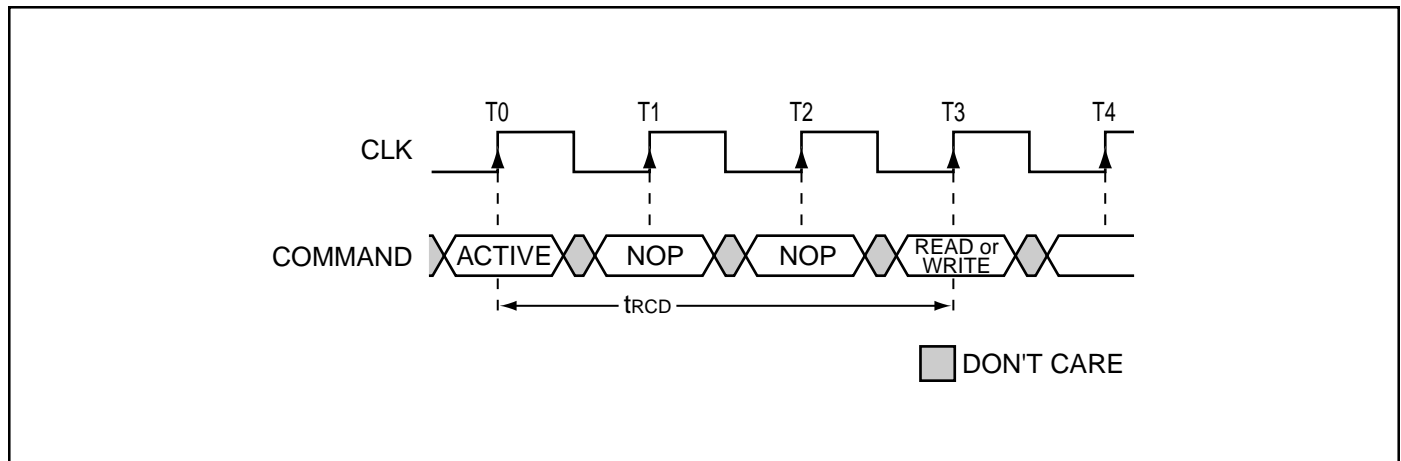 T0 T1 T2 T3 T4
CLK
COMMAND ACTIVE NOP NOP READ or
WRITE
tRCD
DON'T CARE